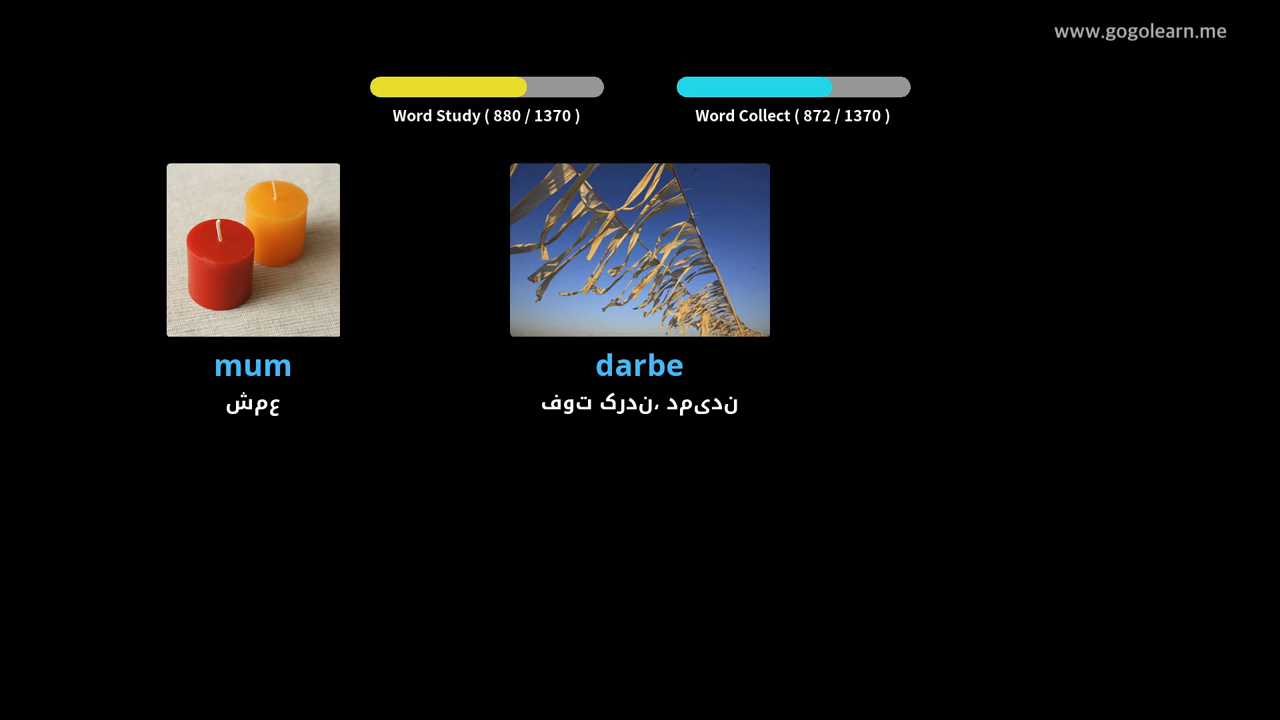 www.gogolearn.me
Word Study ( 880 / 1370 )
Word Collect ( 872 / 1370 )
mum
شمع
darbe
فوت کردن، دمیدن